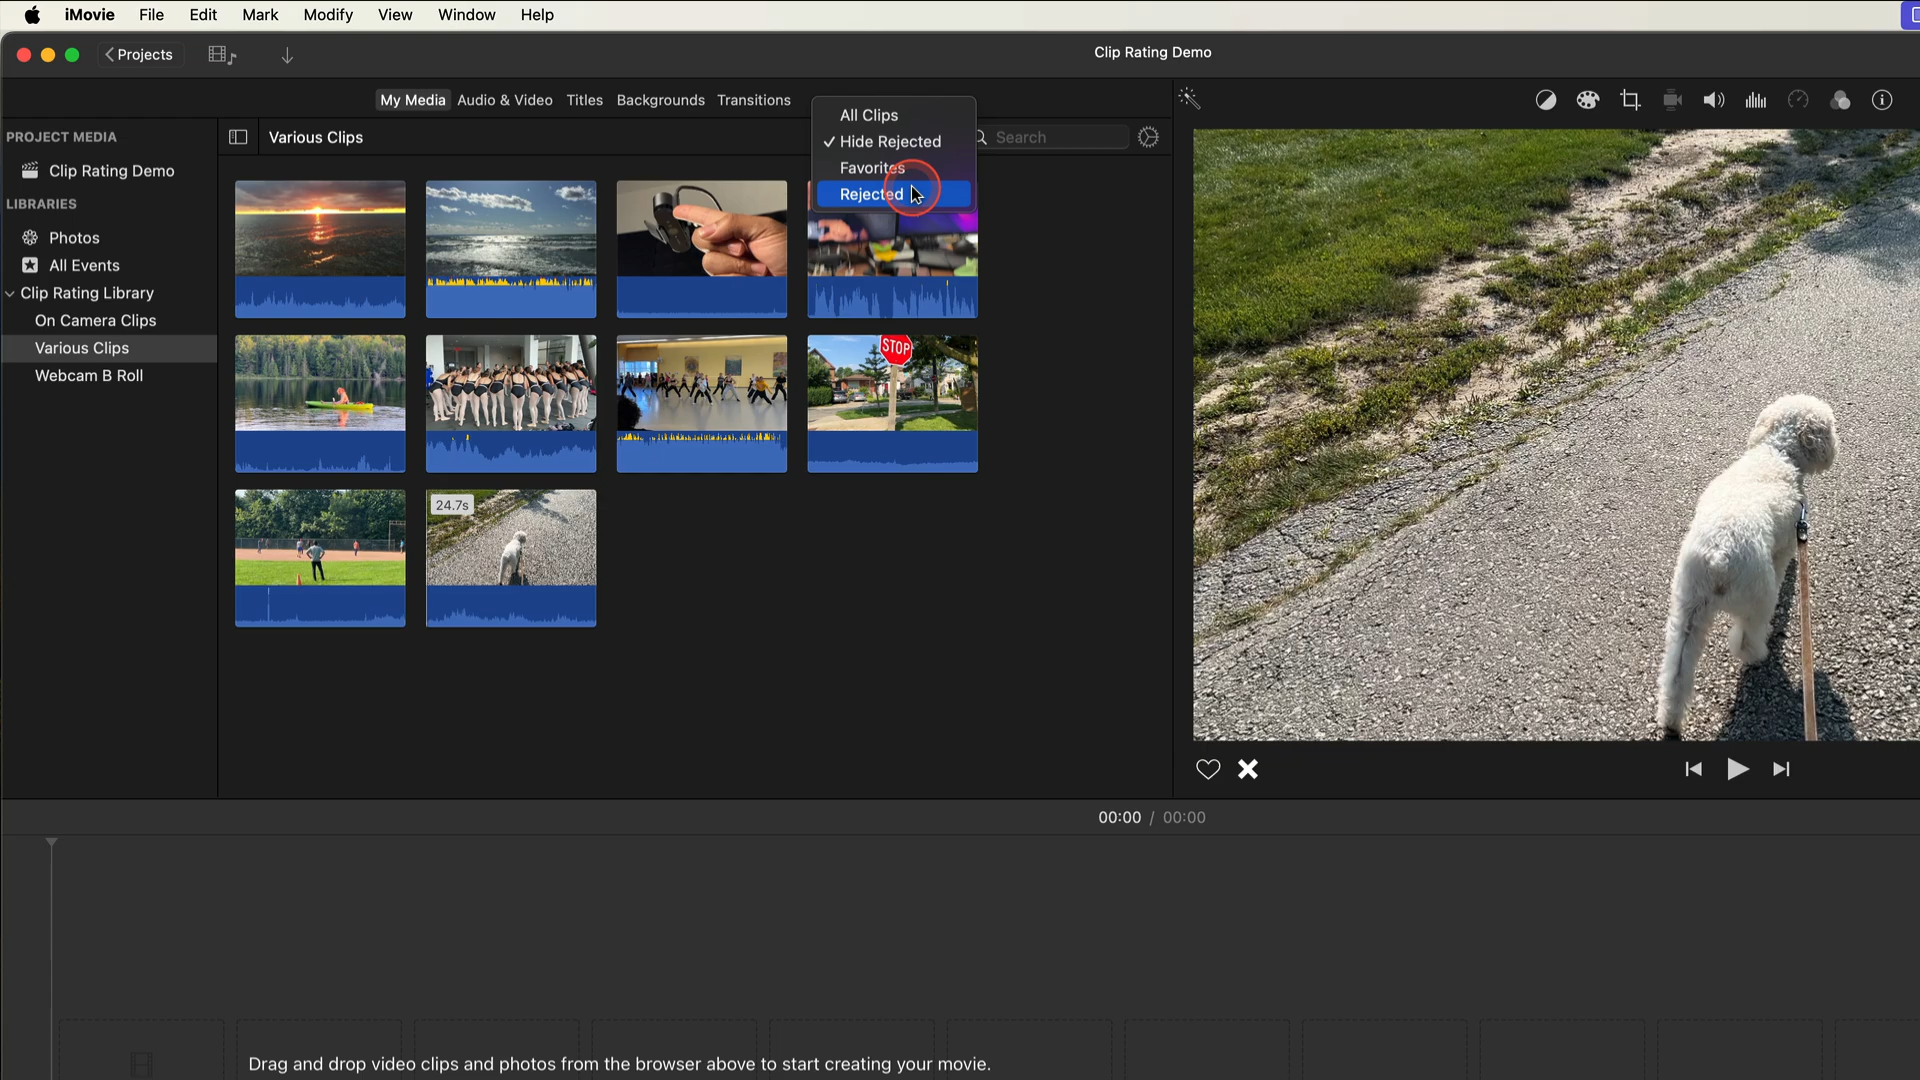 iMovie File Edit Mark Modify View Window Help
Projects
Clip Rating Demo
My Media Audio & Video Titles Backgrounds Transitions
PROJECT MEDIA
Clip Rating Demo
LIBRARIES
Photos
All Events
Clip Rating Library
On Camera Clips
Various Clips
Webcam B Roll
Various Clips
All Clips
Hide Rejected
Favorites
Rejected
Search
STOP
24.7s
00:00 / 00:00
Drag and drop video clips and photos from the browser above to start creating your movie.